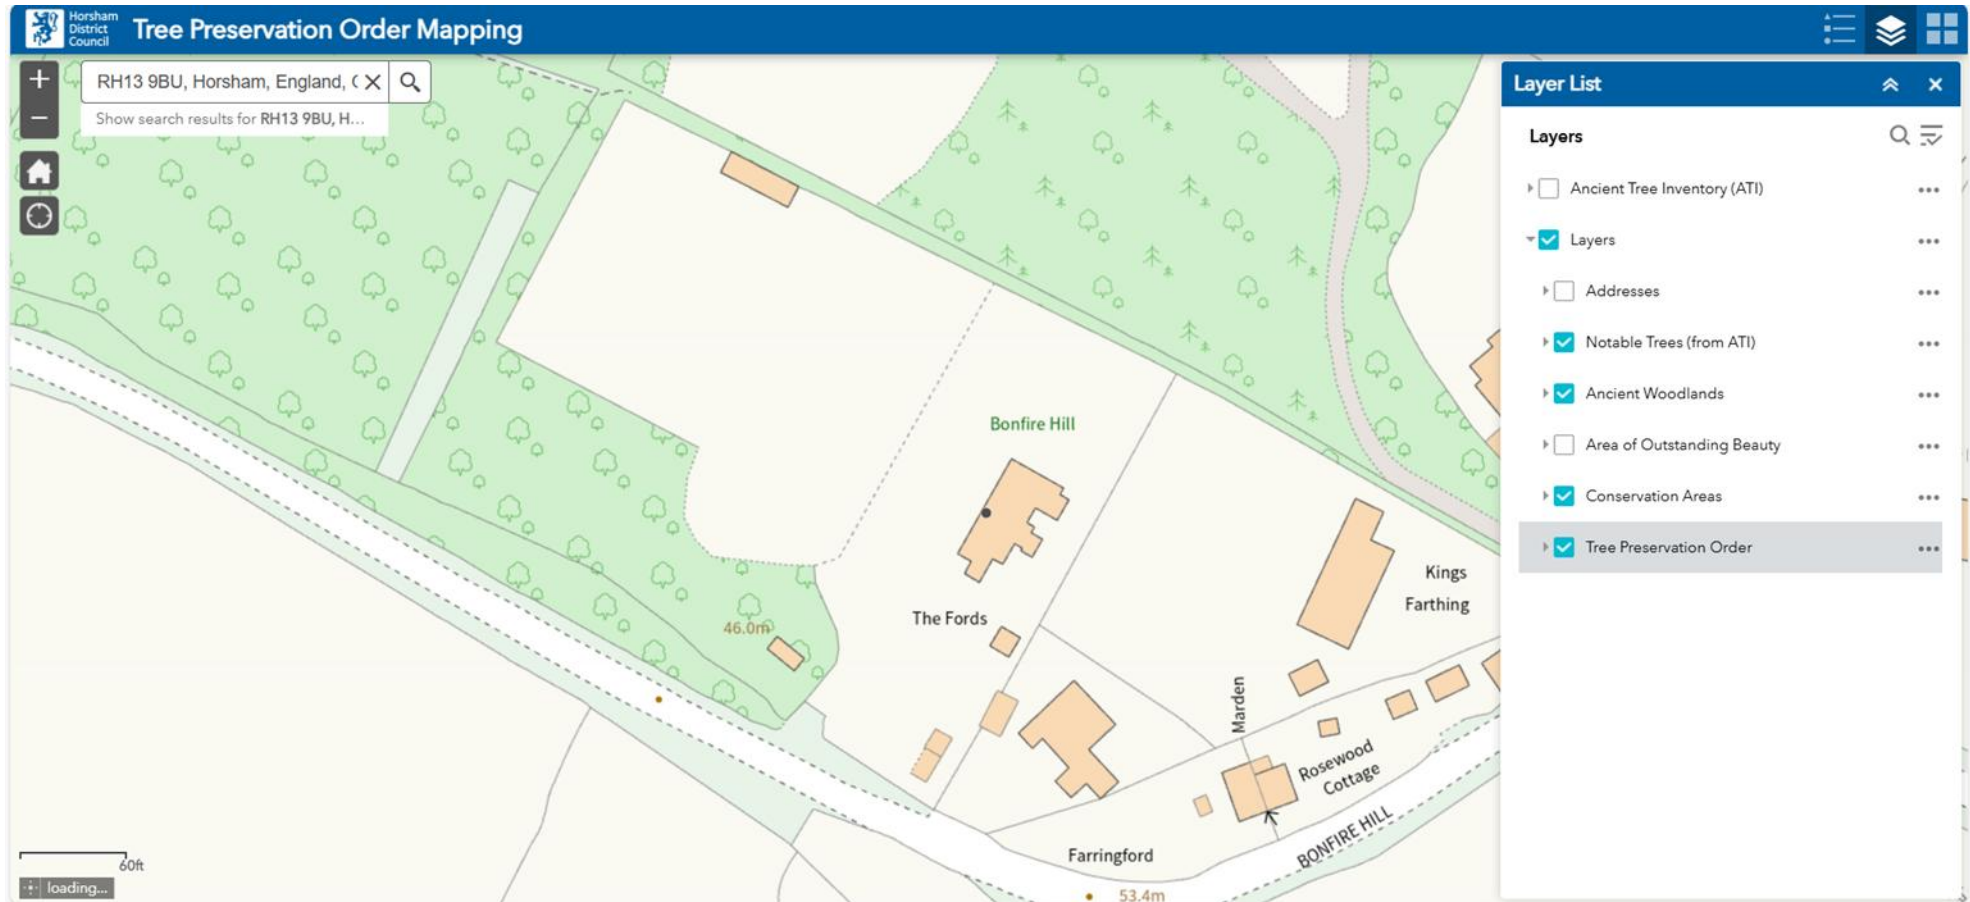 Horsham
District
Council
Tree Preservation Order Mapping
RH13 9BU, Horsham, England, (
Show search results for RH13 9BU, H...
Layer List
Layers
Ancient Tree Inventory (ATI)
Layers
Addresses
Notable Trees (from ATI)
Ancient Woodlands
Area of Outstanding Beauty
Conservation Areas
Tree Preservation Order
Bonfire Hill
Kings
Farthing
The Fords
46.0m
Marden
Rosewood
Cottage
BONFIRE HILL
Farringford
53.4m
60ft
loading...